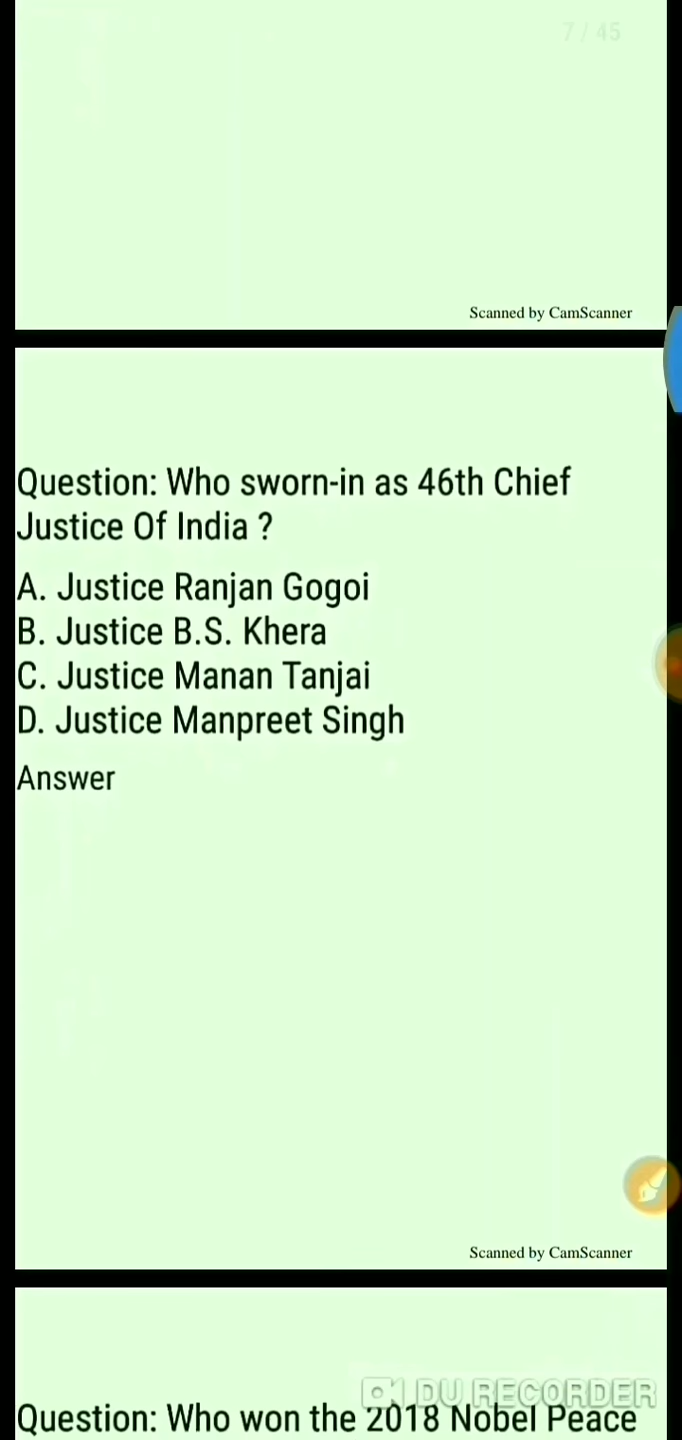 7 / 45
Scanned by CamScanner
Question: Who sworn-in as 46th Chief
Justice Of India ?
A. Justice Ranjan Gogoi
B. Justice B.S. Khera
C. Justice Manan Tanjai
D. Justice Manpreet Singh
Answer
Scanned by CamScanner
DU RECORDER
Question: Who won the 2018 Nobel Peace